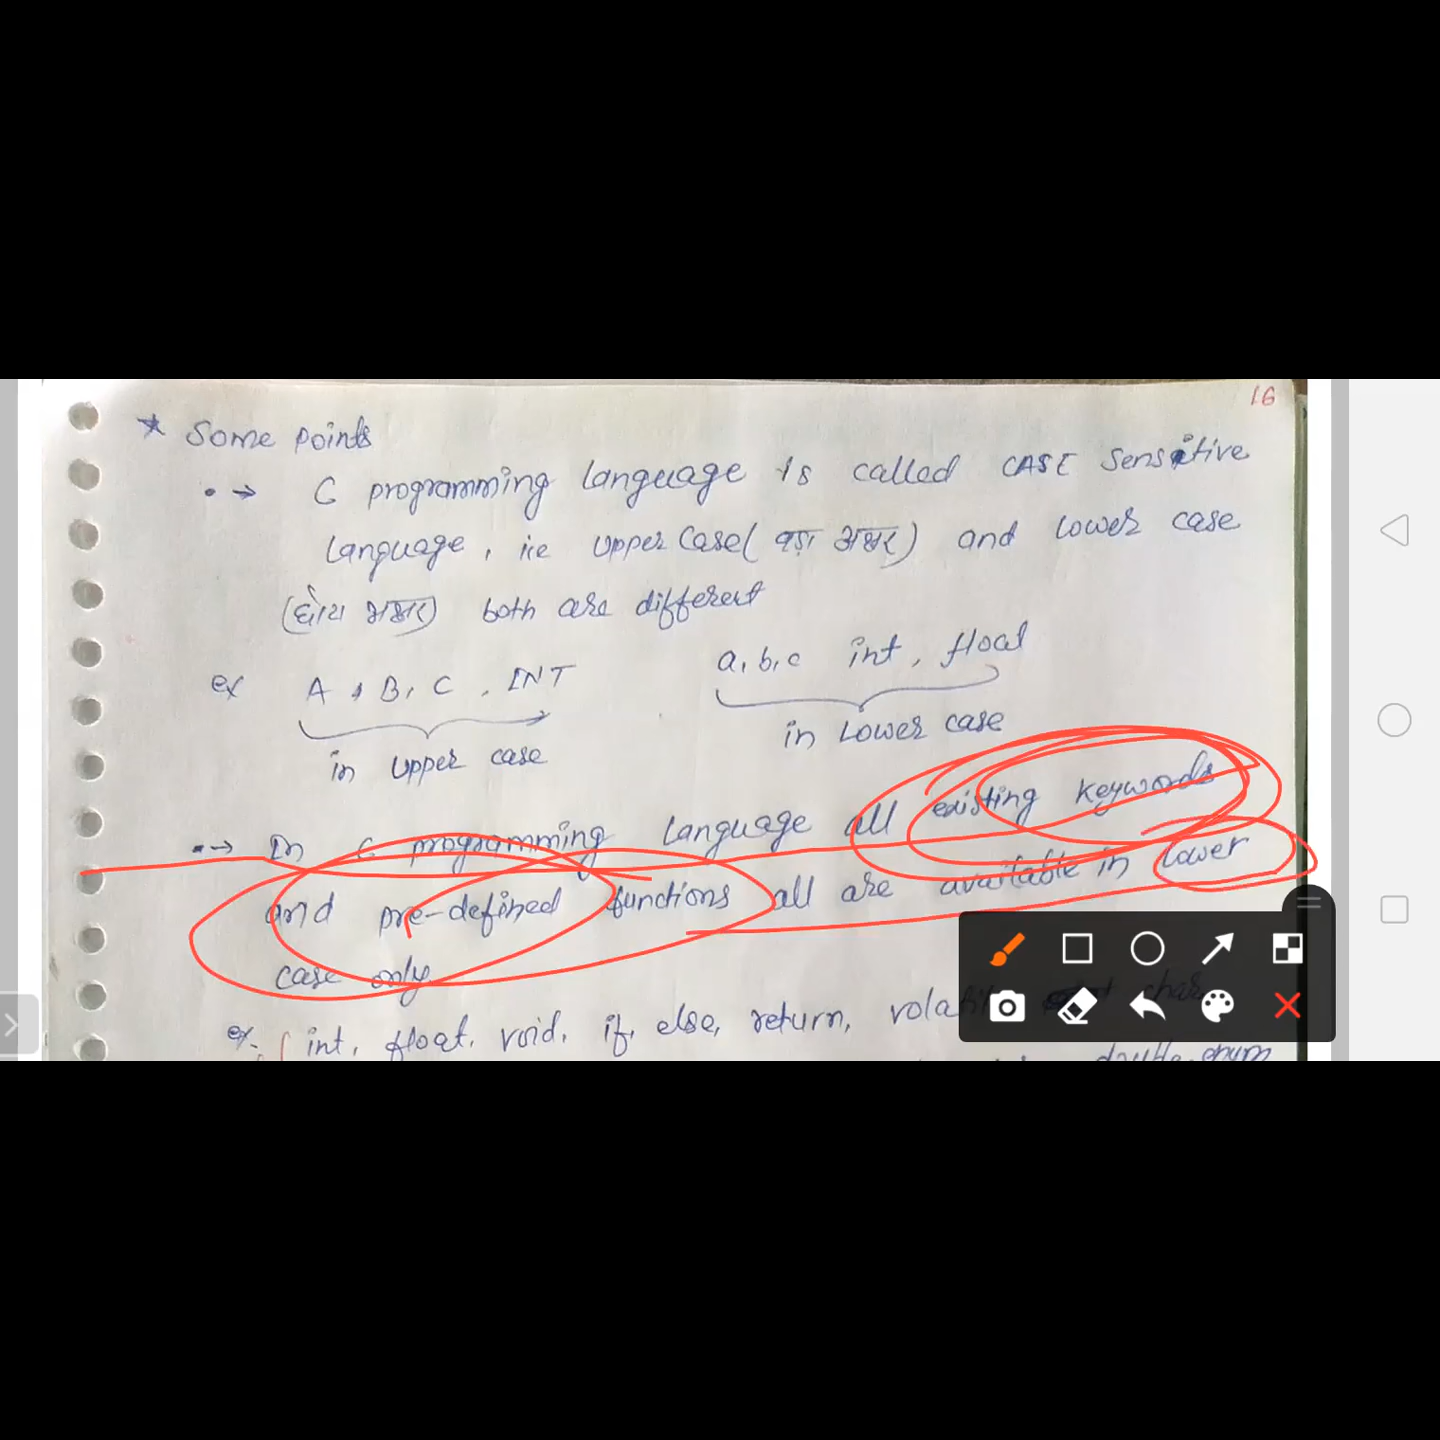 16
* Some points
•→ C programming language is called CASE Sensitive
language, i.e Upper Case( बड़ा अक्षर) and Lower case
(छोटा अक्षर) both are different
ex A, B, C, INT a, b, c int, float
in Upper case in Lower case
•→ In C programming language all existing keywords
and pre-defined functions all are available in lower
case only.
ex. int, float, void, if, else, return,
double, enum